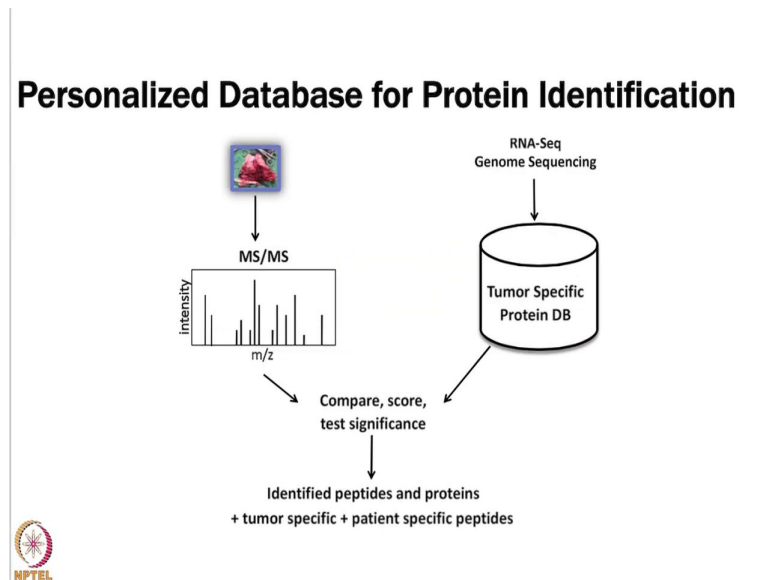 Personalized Database for Protein Identification
RNA-Seq
Genome Sequencing
MS/MS
intensity
m/z
Tumor Specific
Protein DB
Compare, score,
test significance
Identified peptides and proteins
+ tumor specific + patient specific peptides
NPTEL